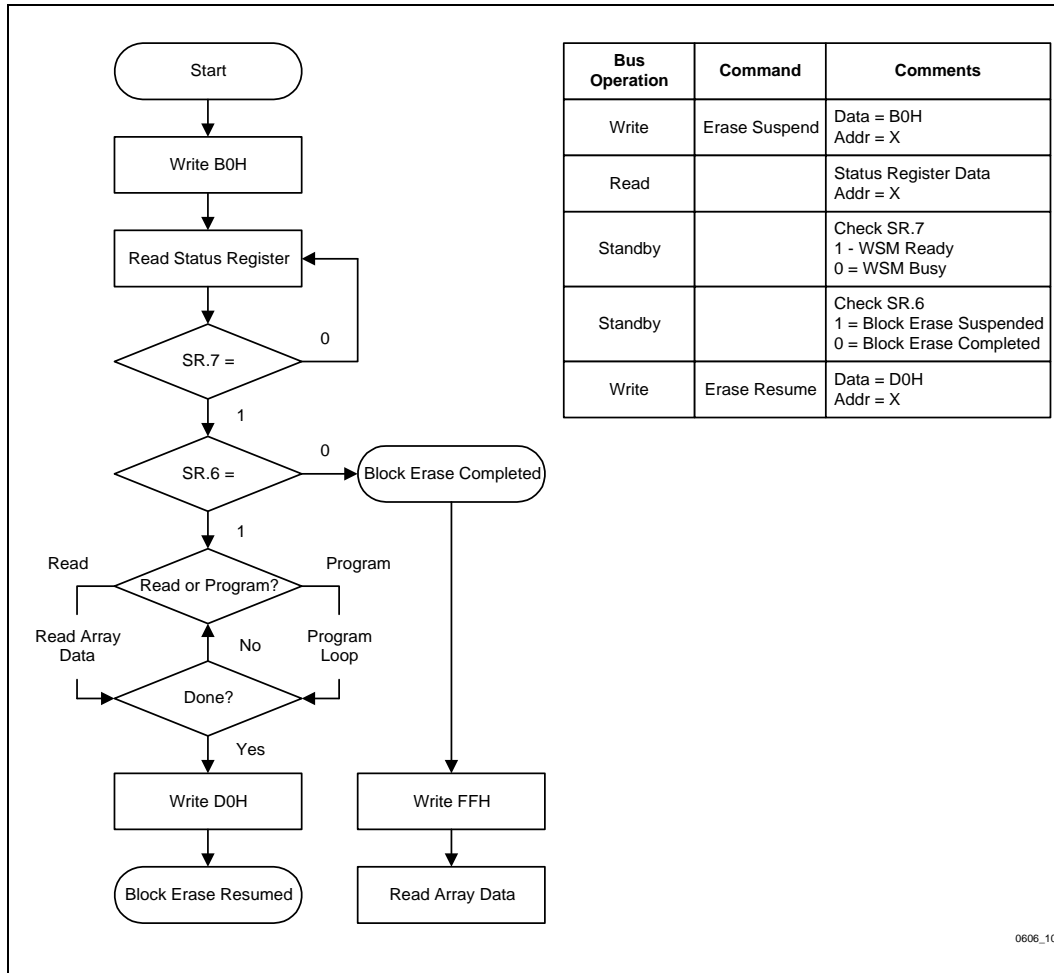 Start
Write B0H
Read Status Register
SR.7 =
0
1
SR.6 =
0
Block Erase Completed
1
Read
Read or Program?
Program
Read Array
Data
No
Program
Loop
Done?
Yes
Write D0H
Write FFH
Block Erase Resumed
Read Array Data
Bus
Operation
Command
Comments
Write
Erase Suspend
Data = B0H
Addr = X
Read
Status Register Data
Addr = X
Standby
Check SR.7
1 - WSM Ready
0 = WSM Busy
Standby
Check SR.6
1 = Block Erase Suspended
0 = Block Erase Completed
Write
Erase Resume
Data = D0H
Addr = X
0606_10